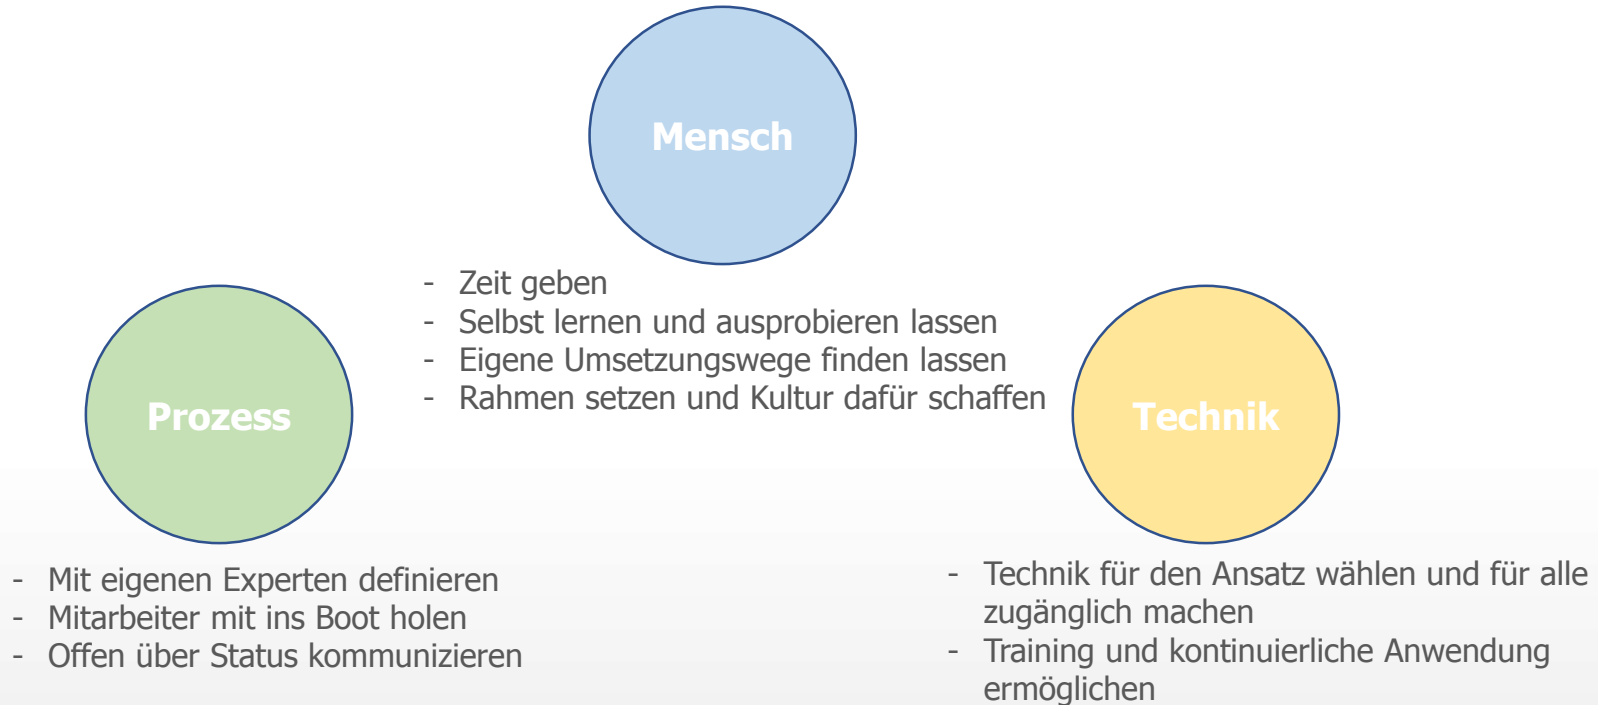 Mensch
- Zeit geben
- Selbst lernen und ausprobieren lassen
- Eigene Umsetzungswege finden lassen
- Rahmen setzen und Kultur dafür schaffen
Prozess
- Mit eigenen Experten definieren
- Mitarbeiter mit ins Boot holen
- Offen über Status kommunizieren
Technik
- Technik für den Ansatz wählen und für alle
zugänglich machen
- Training und kontinuierliche Anwendung
ermöglichen